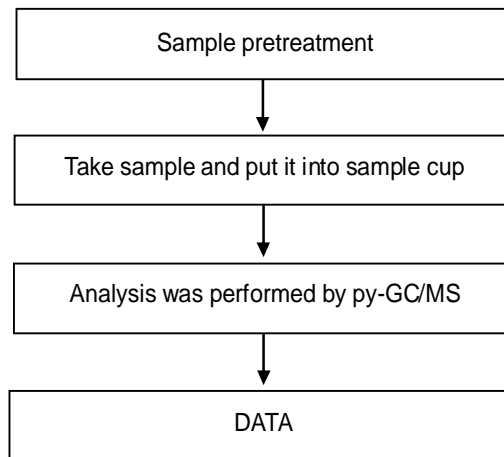 Sample pretreatment
Take sample and put it into sample cup
Analysis was performed by py-GC/MS
DATA